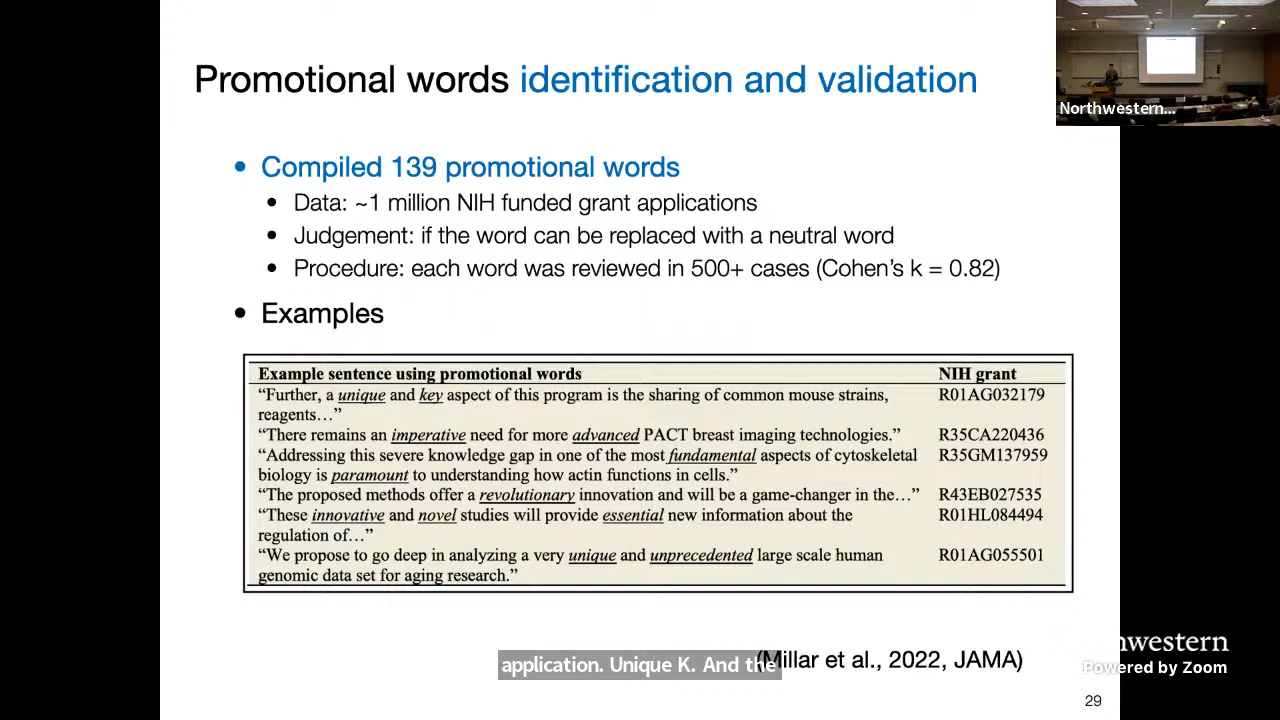 Promotional words identification and validation
Northwestern...
• Compiled 139 promotional words
• Data: ~1 million NIH funded grant applications
• Judgement: if the word can be replaced with a neutral word
• Procedure: each word was reviewed in 500+ cases (Cohen's k = 0.82)
• Examples
Example sentence using promotional words NIH grant
“Further, a unique and key aspect of this program is the sharing of common mouse strains, R01AG032179
reagents…”
“There remains an imperative need for more advanced PACT breast imaging technologies.” R35CA220436
“Addressing this severe knowledge gap in one of the most fundamental aspects of cytoskeletal R35GM137959
biology is paramount to understanding how actin functions in cells.”
“The proposed methods offer a revolutionary innovation and will be a game-changer in the…” R43EB027535
“These innovative and novel studies will provide essential new information about the R01HL084494
regulation of…”
“We propose to go deep in analyzing a very unique and unprecedented large scale human R01AG055501
genomic data set for aging research.”
application. Unique K. And the
(Millar et al., 2022, JAMA)
hwestern
Powered by Zoom
29